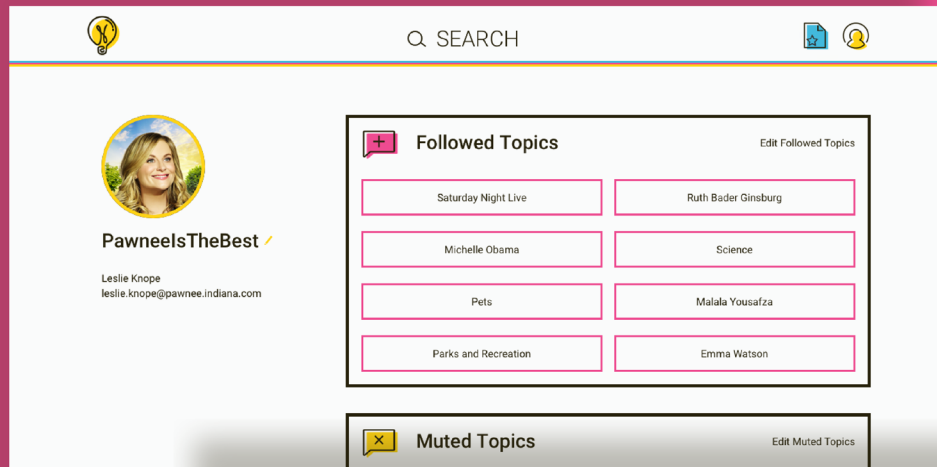 SEARCH
PawneeIsTheBest
Leslie Knope
leslie.knope@pawnee.indiana.com
Followed Topics
Edit Followed Topics
Saturday Night Live
Ruth Bader Ginsburg
Michelle Obama
Science
Pets
Malala Yousafza
Parks and Recreation
Emma Watson
Muted Topics
Edit Muted Topics